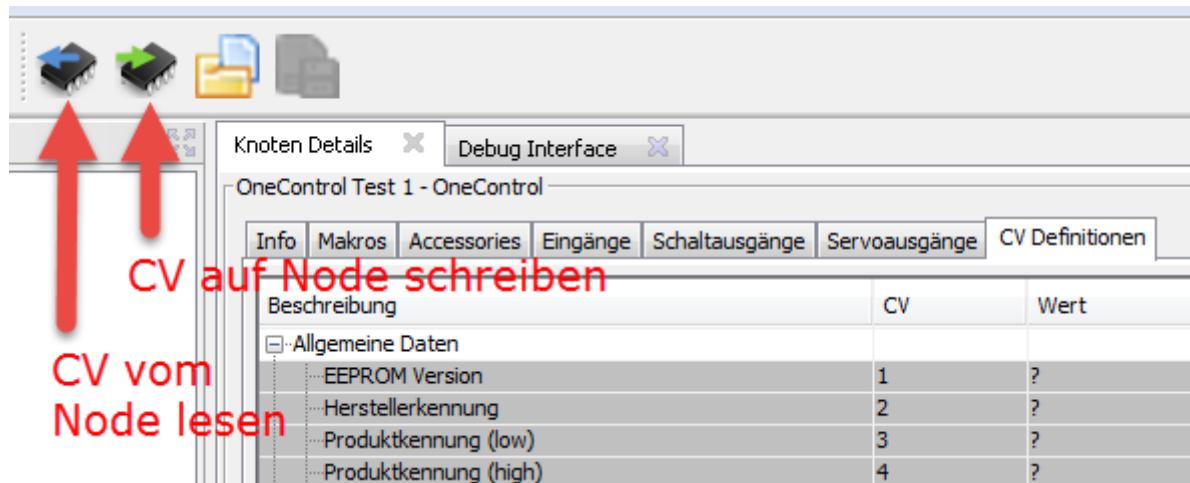 Knoten Details
Debug Interface
OneControl Test 1 - OneControl
Info Makros Accessories Eingänge Schaltausgänge Servoausgänge CV Definitionen
CV auf Node schreiben
Beschreibung CV Wert
Allgemeine Daten
CV vom
Node lesen
EEPROM Version 1 ?
Herstellerkennung 2 ?
Produktkennung (low) 3 ?
Produktkennung (high) 4 ?